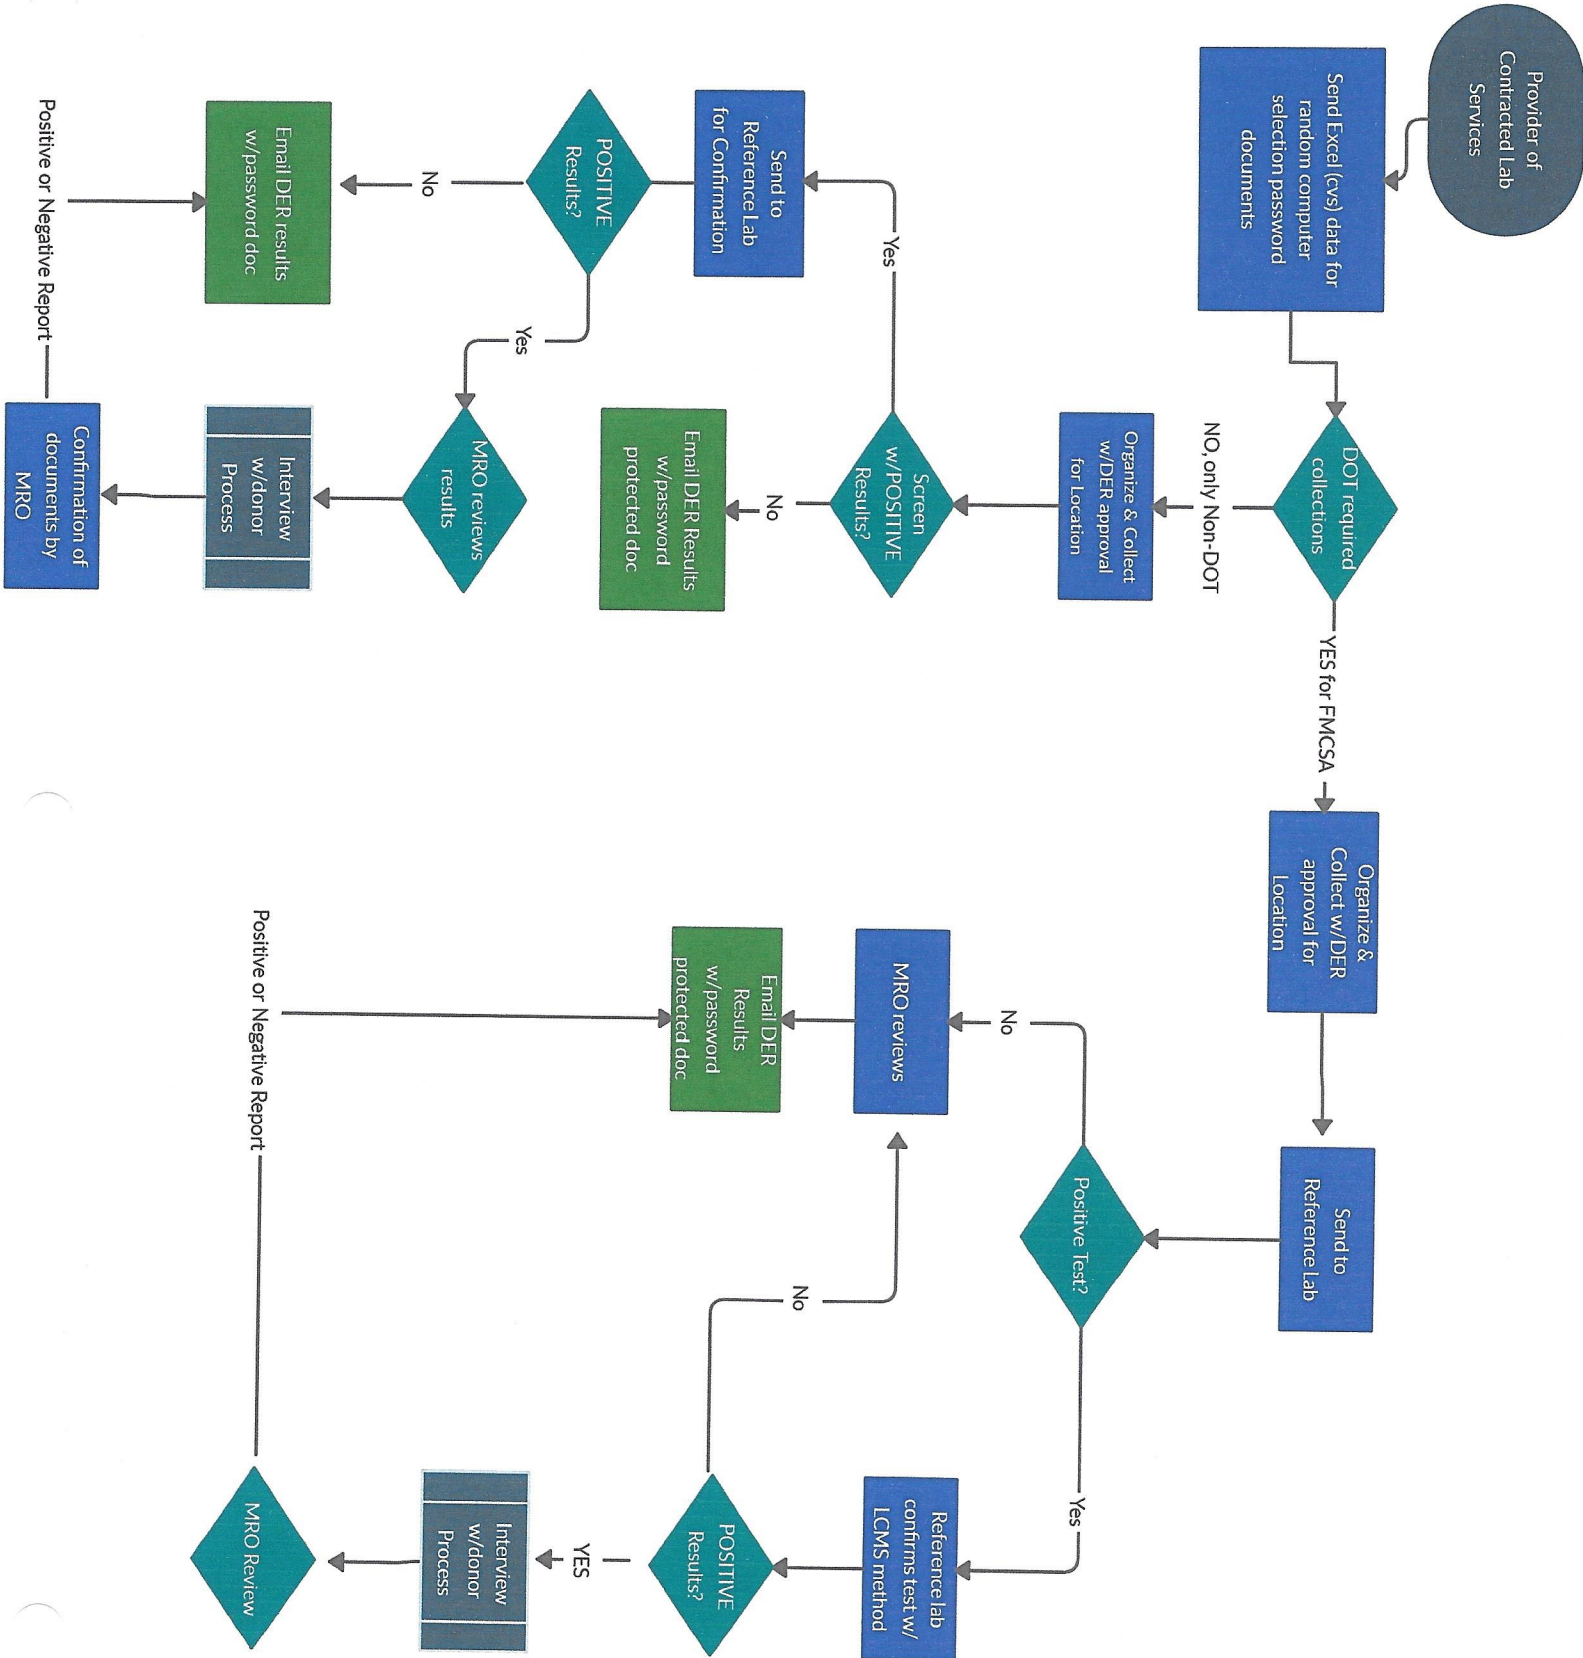 Provider of
Contracted Lab
Services
Send Excel (cvs) data for
random computer
selection password
documents
DOT required
collections
YES for FMCSA
Organize &
Collect w/DER
approval for
Location
Send to
Reference Lab
NO, only Non-DOT
Organize & Collect
w/DER approval
for Location
Screen
w/POSITIVE
Results?
Yes
No
Email DER Results
w/password
protected doc
Send to
Reference Lab
for Confirmation
POSITIVE
Results?
No
Email DER results
w/password doc
Yes
MRO reviews
results
Interview
w/donor
Process
Confirmation of
documents by
MRO
Positive or Negative Report
Positive Test?
No
MRO reviews
Email DER
Results
w/password
protected doc
Yes
Reference lab
confirms test w/
LCMS method
POSITIVE
Results?
No
YES
Interview
w/donor
Process
MRO Review
Positive or Negative Report